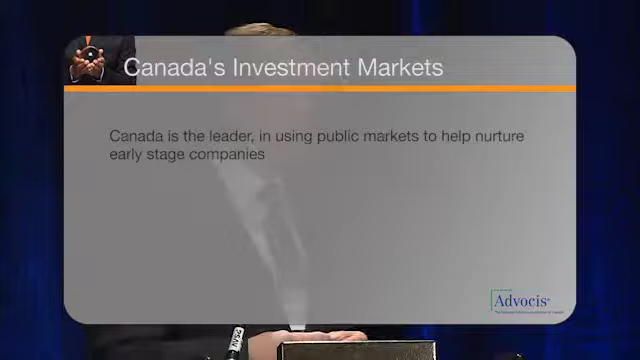 Canada's Investment Markets
Canada is the leader, in using public markets to help nurture
early stage companies
Advocis